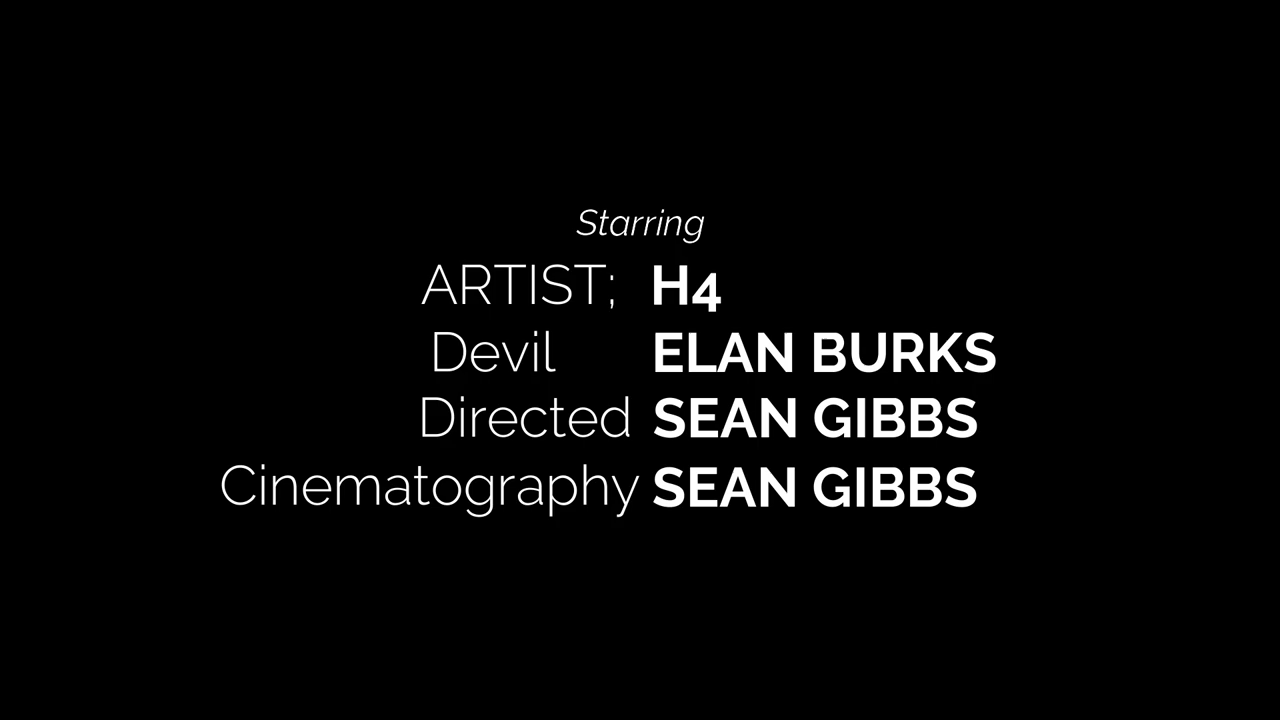 Starring
ARTIST; H4
Devil ELAN BURKS
Directed SEAN GIBBS
Cinematography SEAN GIBBS